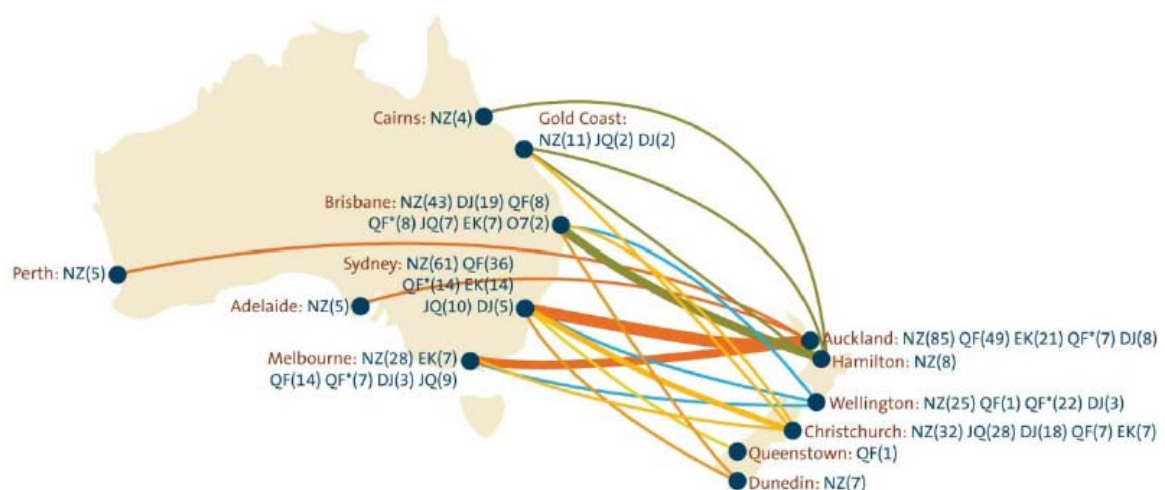 Cairns: NZ(4)
Gold Coast:
NZ(11) JQ(2) DJ(2)
Brisbane: NZ(43) DJ(19) QF(8)
QF*(8) JQ(7) EK(7) O7(2)
Perth: NZ(5)
Sydney: NZ(61) QF(36)
QF*(14) EK(14)
JQ(10) DJ(5)
Adelaide: NZ(5)
Melbourne: NZ(28) EK(7)
QF(14) QF*(7) DJ(3) JQ(9)
Auckland: NZ(85) QF(49) EK(21) QF*(7) DJ(8)
Hamilton: NZ(8)
Wellington: NZ(25) QF(1) QF*(22) DJ(3)
Christchurch: NZ(32) JQ(28) DJ(18) QF(7) EK(7)
Queenstown: QF(1)
Dunedin: NZ(7)